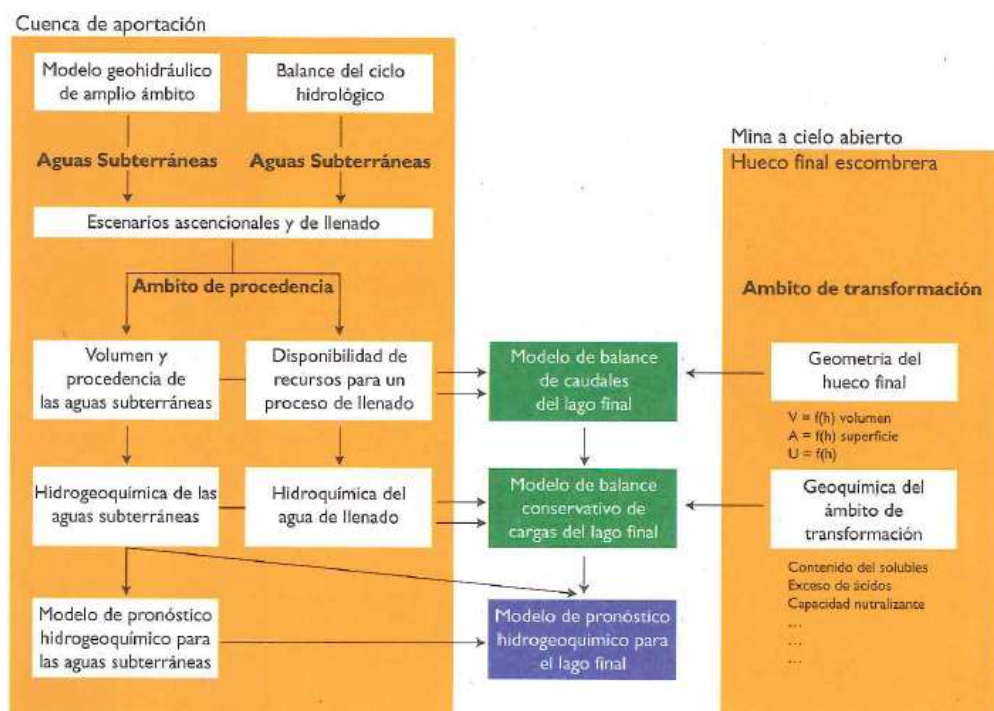 Cuenca de aportación
Modelo geohidráulico
de amplio ámbito
Balance del ciclo
hidrológico
Aguas Subterráneas
Aguas Subterráneas
Escenarios ascencionales y de llenado
Ambito de procedencia
Volumen y
procedencia de
las aguas subterráneas
Disponibilidad de
recursos para un
proceso de llenado
Modelo de balance
de caudales
del lago final
Hidrogeoquímica de las
aguas subterráneas
Hidroquímica del
agua de llenado
Modelo de balance
conservativo de
cargas del lago final
Modelo de pronóstico
hidrogeoquímico para
las aguas subterráneas
Modelo de pronóstico
hidrogeoquímico para
el lago final
Mina a cielo abierto
Hueco final escombrera
Ambito de transformación
Geometría del
hueco final
V = f(h) volumen
A = f(h) superficie
U = f(h)
Geoquímica del
ámbito de
transformación
Contenido del solubles
Exceso de ácidos
Capacidad nutralizante
...
...
...